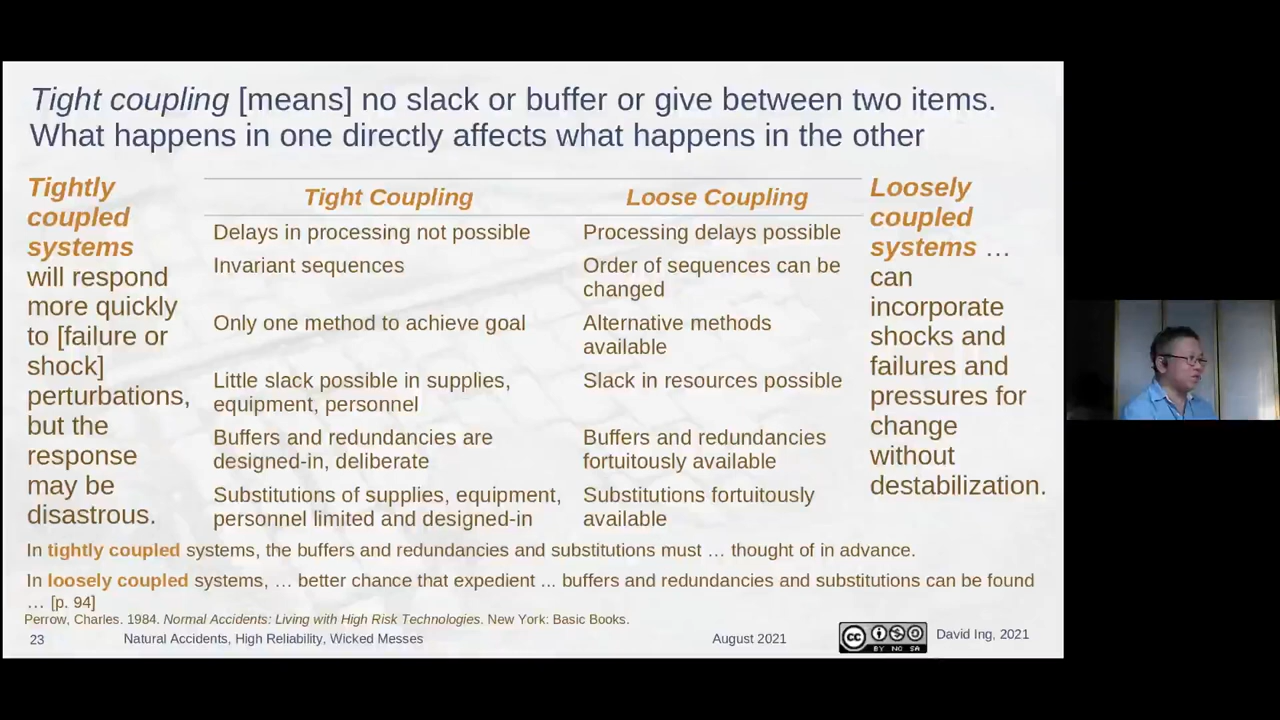 Tight coupling [means] no slack or buffer or give between two items.
What happens in one directly affects what happens in the other
Tightly
coupled
systems
will respond
more quickly
to [failure or
shock]
perturbations,
but the
response
may be
disastrous.
Tight Coupling
Loose Coupling
Delays in processing not possible
Processing delays possible
Invariant sequences
Order of sequences can be
changed
Only one method to achieve goal
Alternative methods
available
Little slack possible in supplies,
equipment, personnel
Slack in resources possible
Buffers and redundancies are
designed-in, deliberate
Buffers and redundancies
fortuitously available
Substitutions of supplies, equipment,
personnel limited and designed-in
Substitutions fortuitously
available
Loosely
coupled
systems …
can
incorporate
shocks and
failures and
pressures for
change
without
destabilization.
In tightly coupled systems, the buffers and redundancies and substitutions must … thought of in advance.
In loosely coupled systems, … better chance that expedient ... buffers and redundancies and substitutions can be found
… [p. 94]
Perrow, Charles. 1984. Normal Accidents: Living with High Risk Technologies. New York: Basic Books.
23
Natural Accidents, High Reliability, Wicked Messes
August 2021
cc
BY NC SA
David Ing, 2021